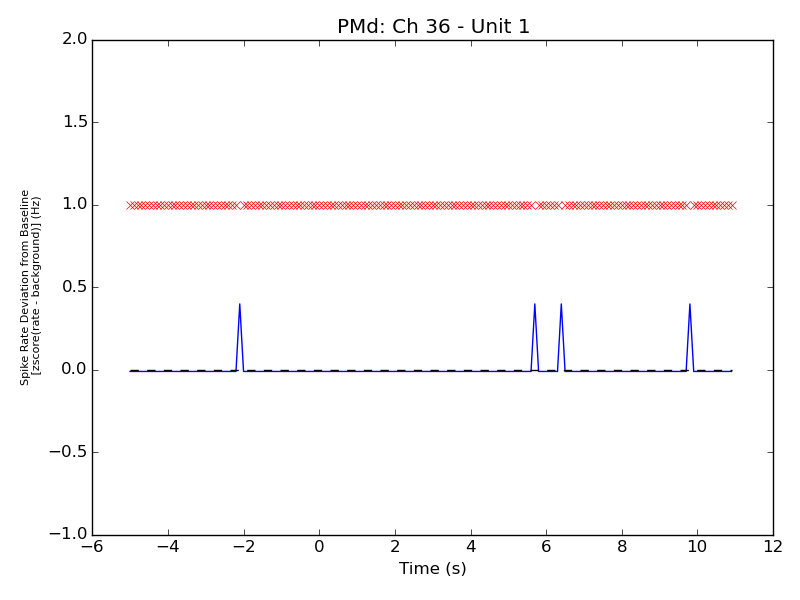 PMd: Ch 36 - Unit 1
2.0
1.5
1.0
0.5
0.0
−0.5
−1.0
Spike Rate Deviation from Baseline
[zscore(rate - background)] (Hz)
−6 −4 −2 0 2 4 6 8 10 12
Time (s)